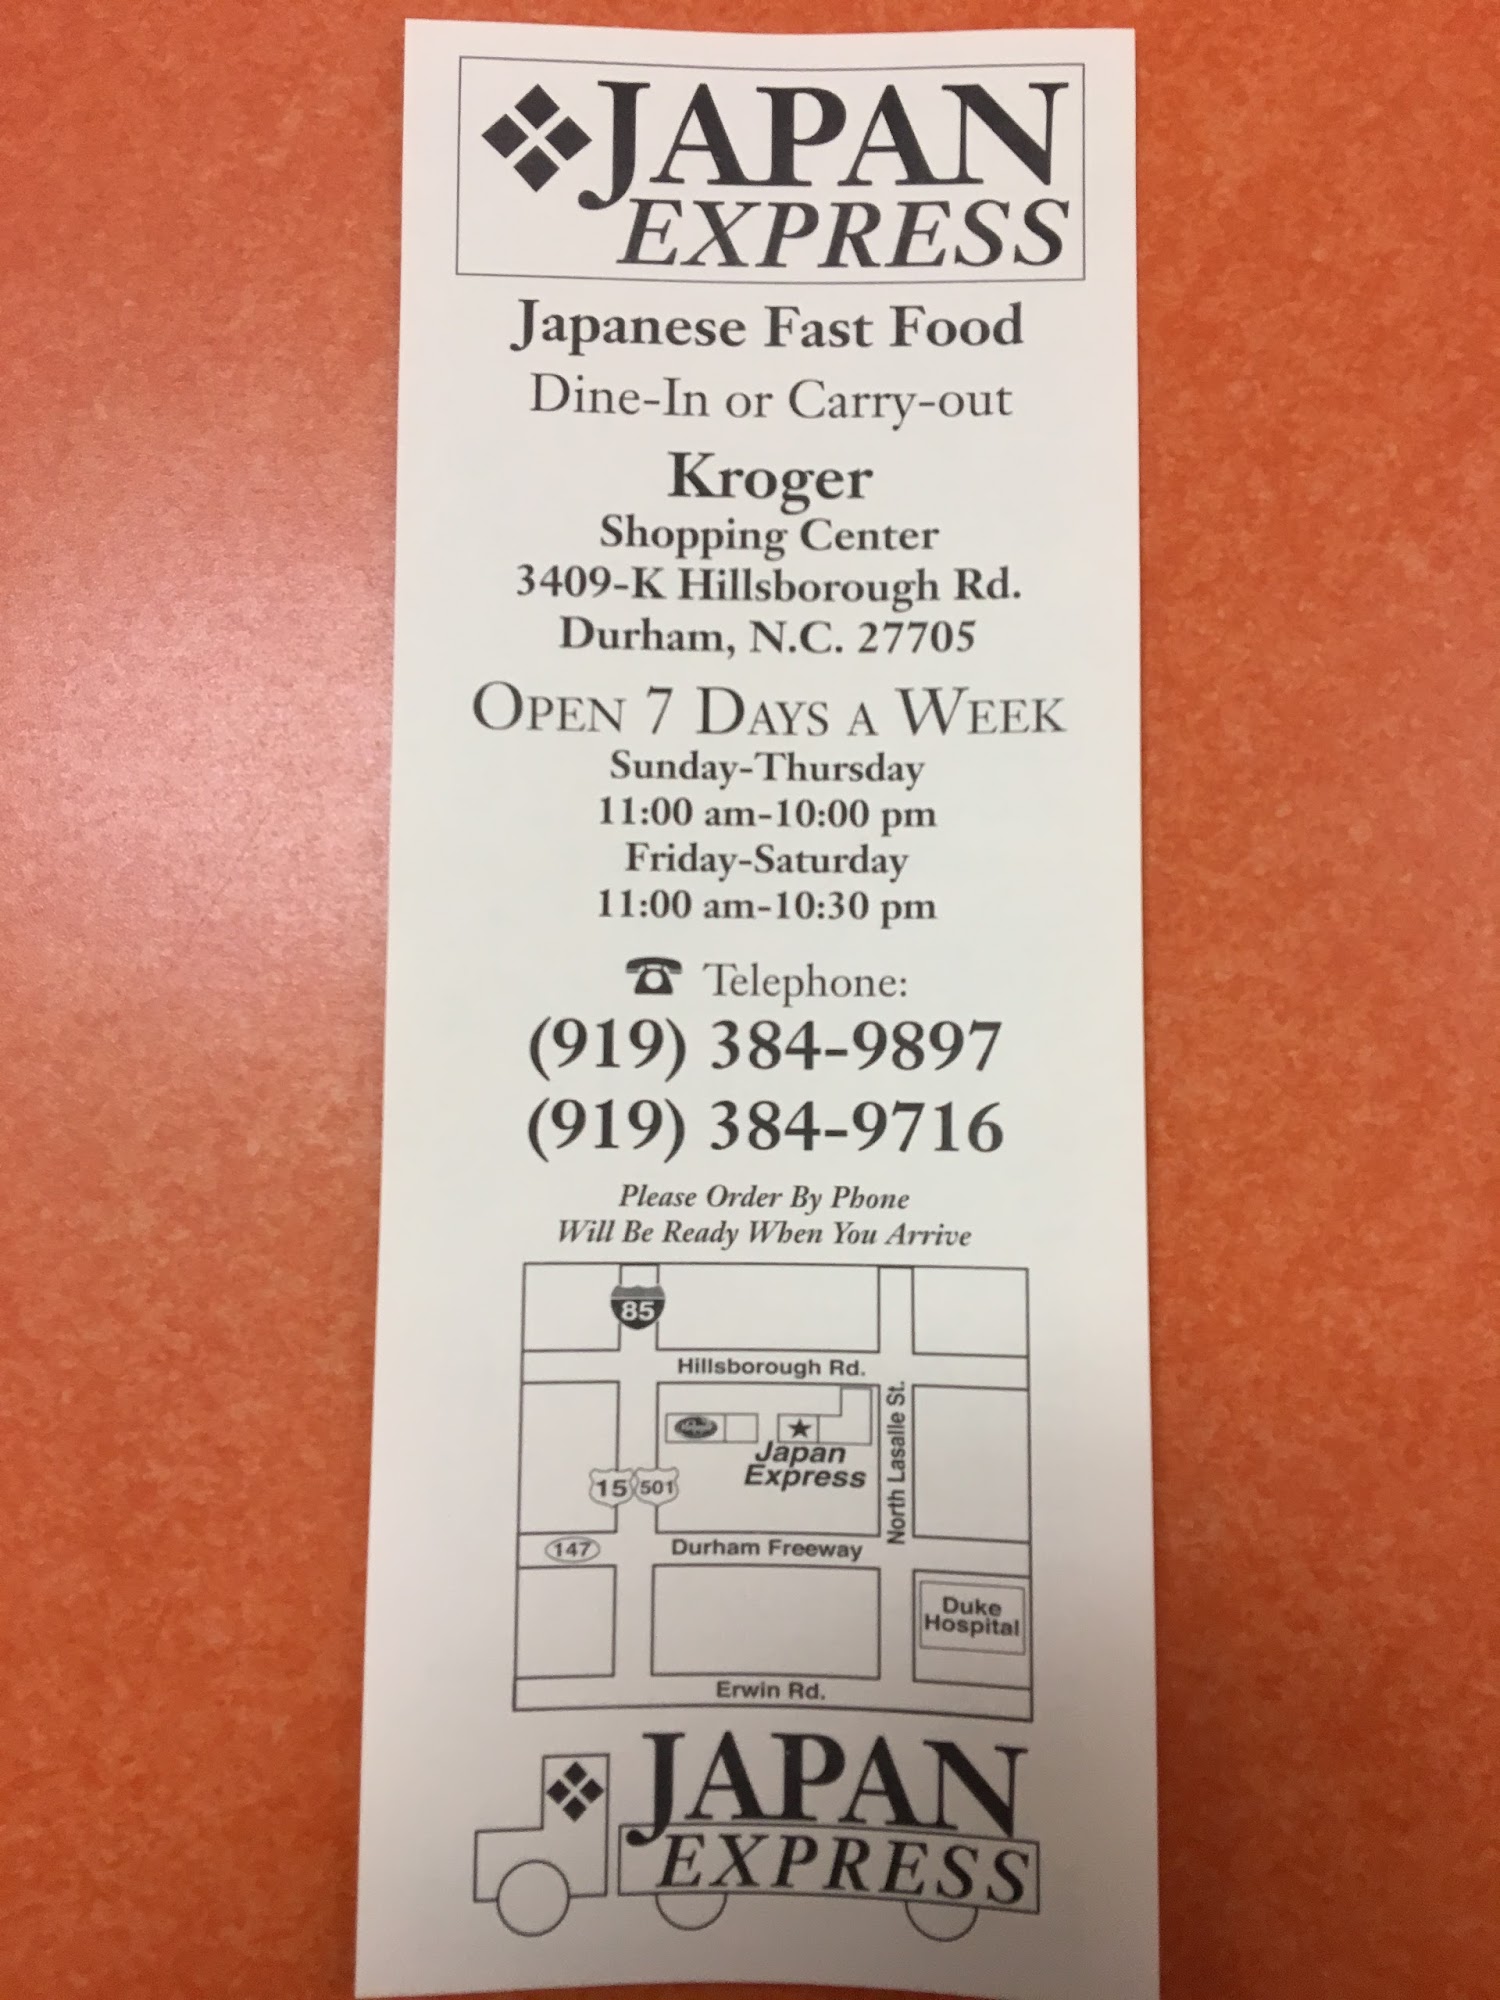 JAPAN
EXPRESS
Japanese Fast Food
Dine-In or Carry-out
Kroger
Shopping Center
3409-K Hillsborough Rd.
Durham, N.C. 27705
OPEN 7 DAYS A WEEK
Sunday-Thursday
11:00 am-10:00 pm
Friday-Saturday
11:00 am-10:30 pm
Telephone:
(919) 384-9897
(919) 384-9716
Please Order By Phone
Will Be Ready When You Arrive
85
Hillsborough Rd.
North Lasalle St.
Japan
Express
15 501
147
Durham Freeway
Duke
Hospital
Erwin Rd.
JAPAN
EXPRESS